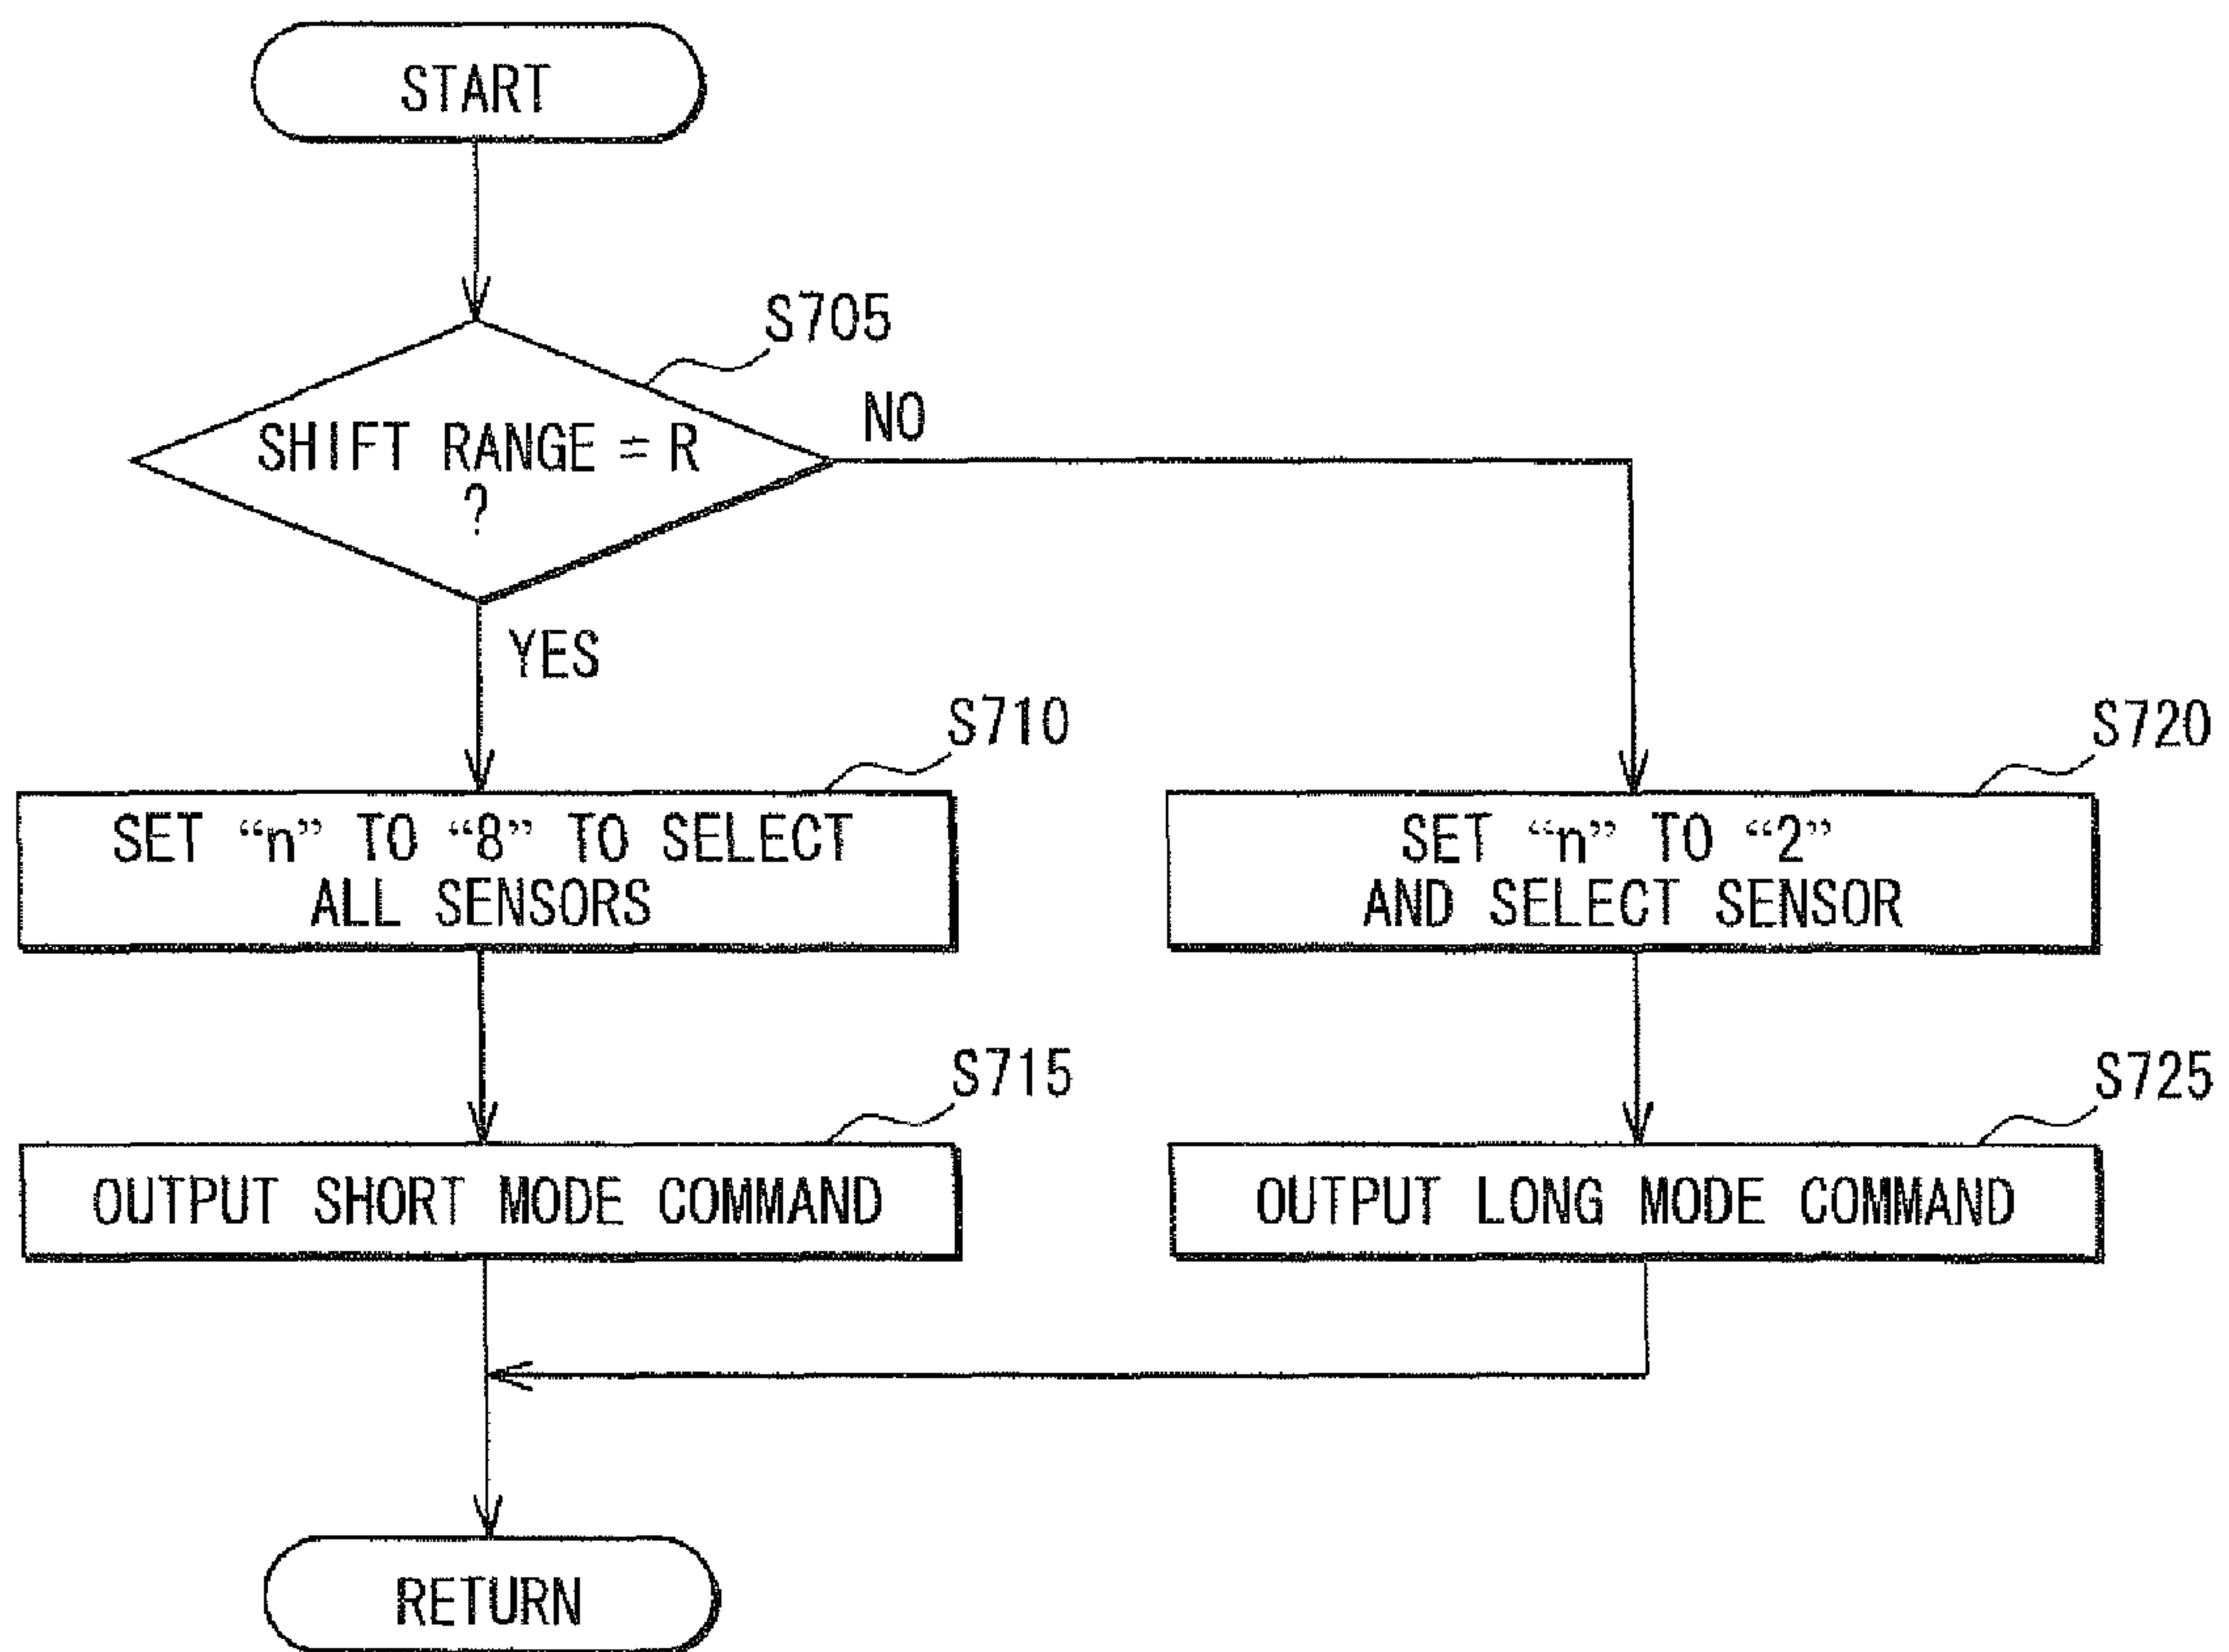 START
S705
SHIFT RANGE = R
?
NO
YES
S710
SET “n” TO “8” TO SELECT
ALL SENSORS
S720
SET “n” TO “2”
AND SELECT SENSOR
S715
OUTPUT SHORT MODE COMMAND
S725
OUTPUT LONG MODE COMMAND
RETURN